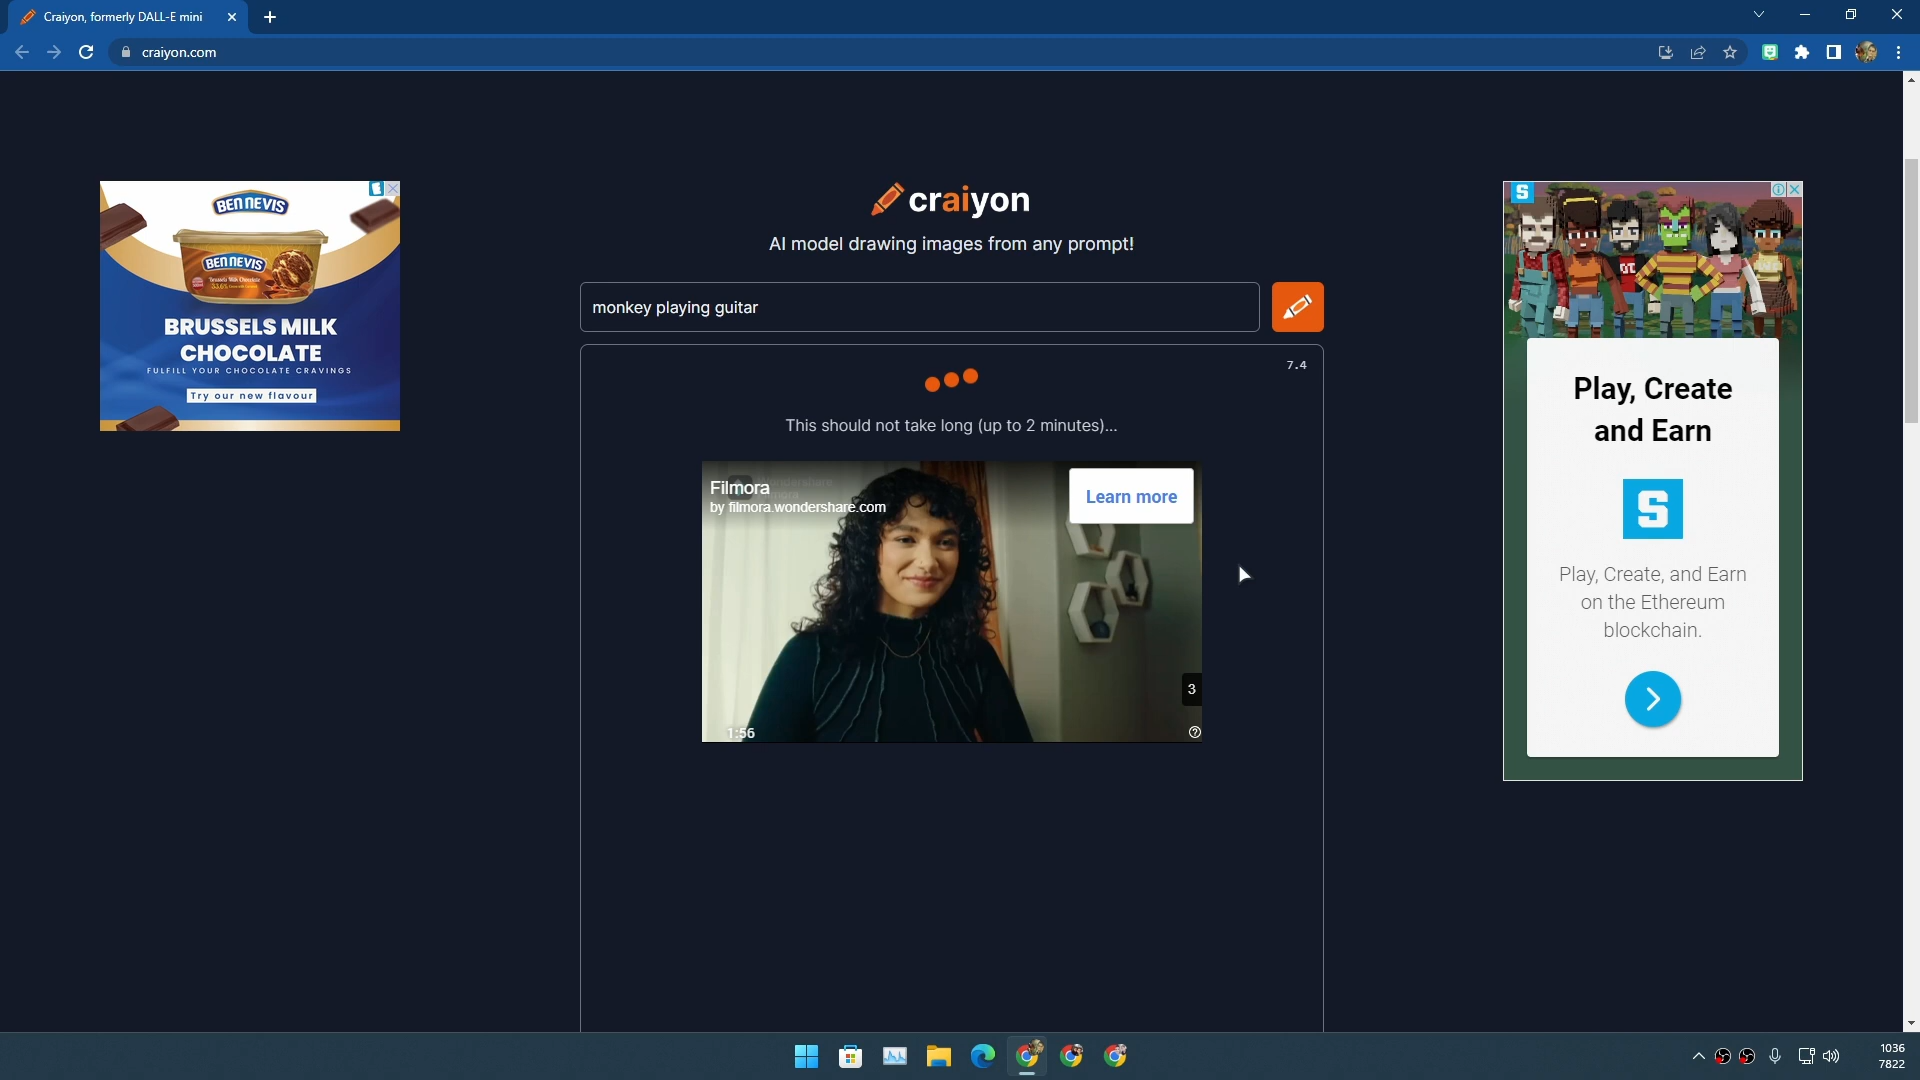 Craiyon, formerly DALL-E mini
craiyon.com
BEN NEVIS
BEN NEVIS
BRUSSELS MILK
CHOCOLATE
FULFILL YOUR CHOCOLATE CRAVINGS
Try our new flavour
craiyon
AI model drawing images from any prompt!
monkey playing guitar
7.4
This should not take long (up to 2 minutes)...
Filmora
by filmora.wondershare.com
Learn more
3
1:56
S
Play, Create
and Earn
S
Play, Create, and Earn
on the Ethereum
blockchain.
1036
7822